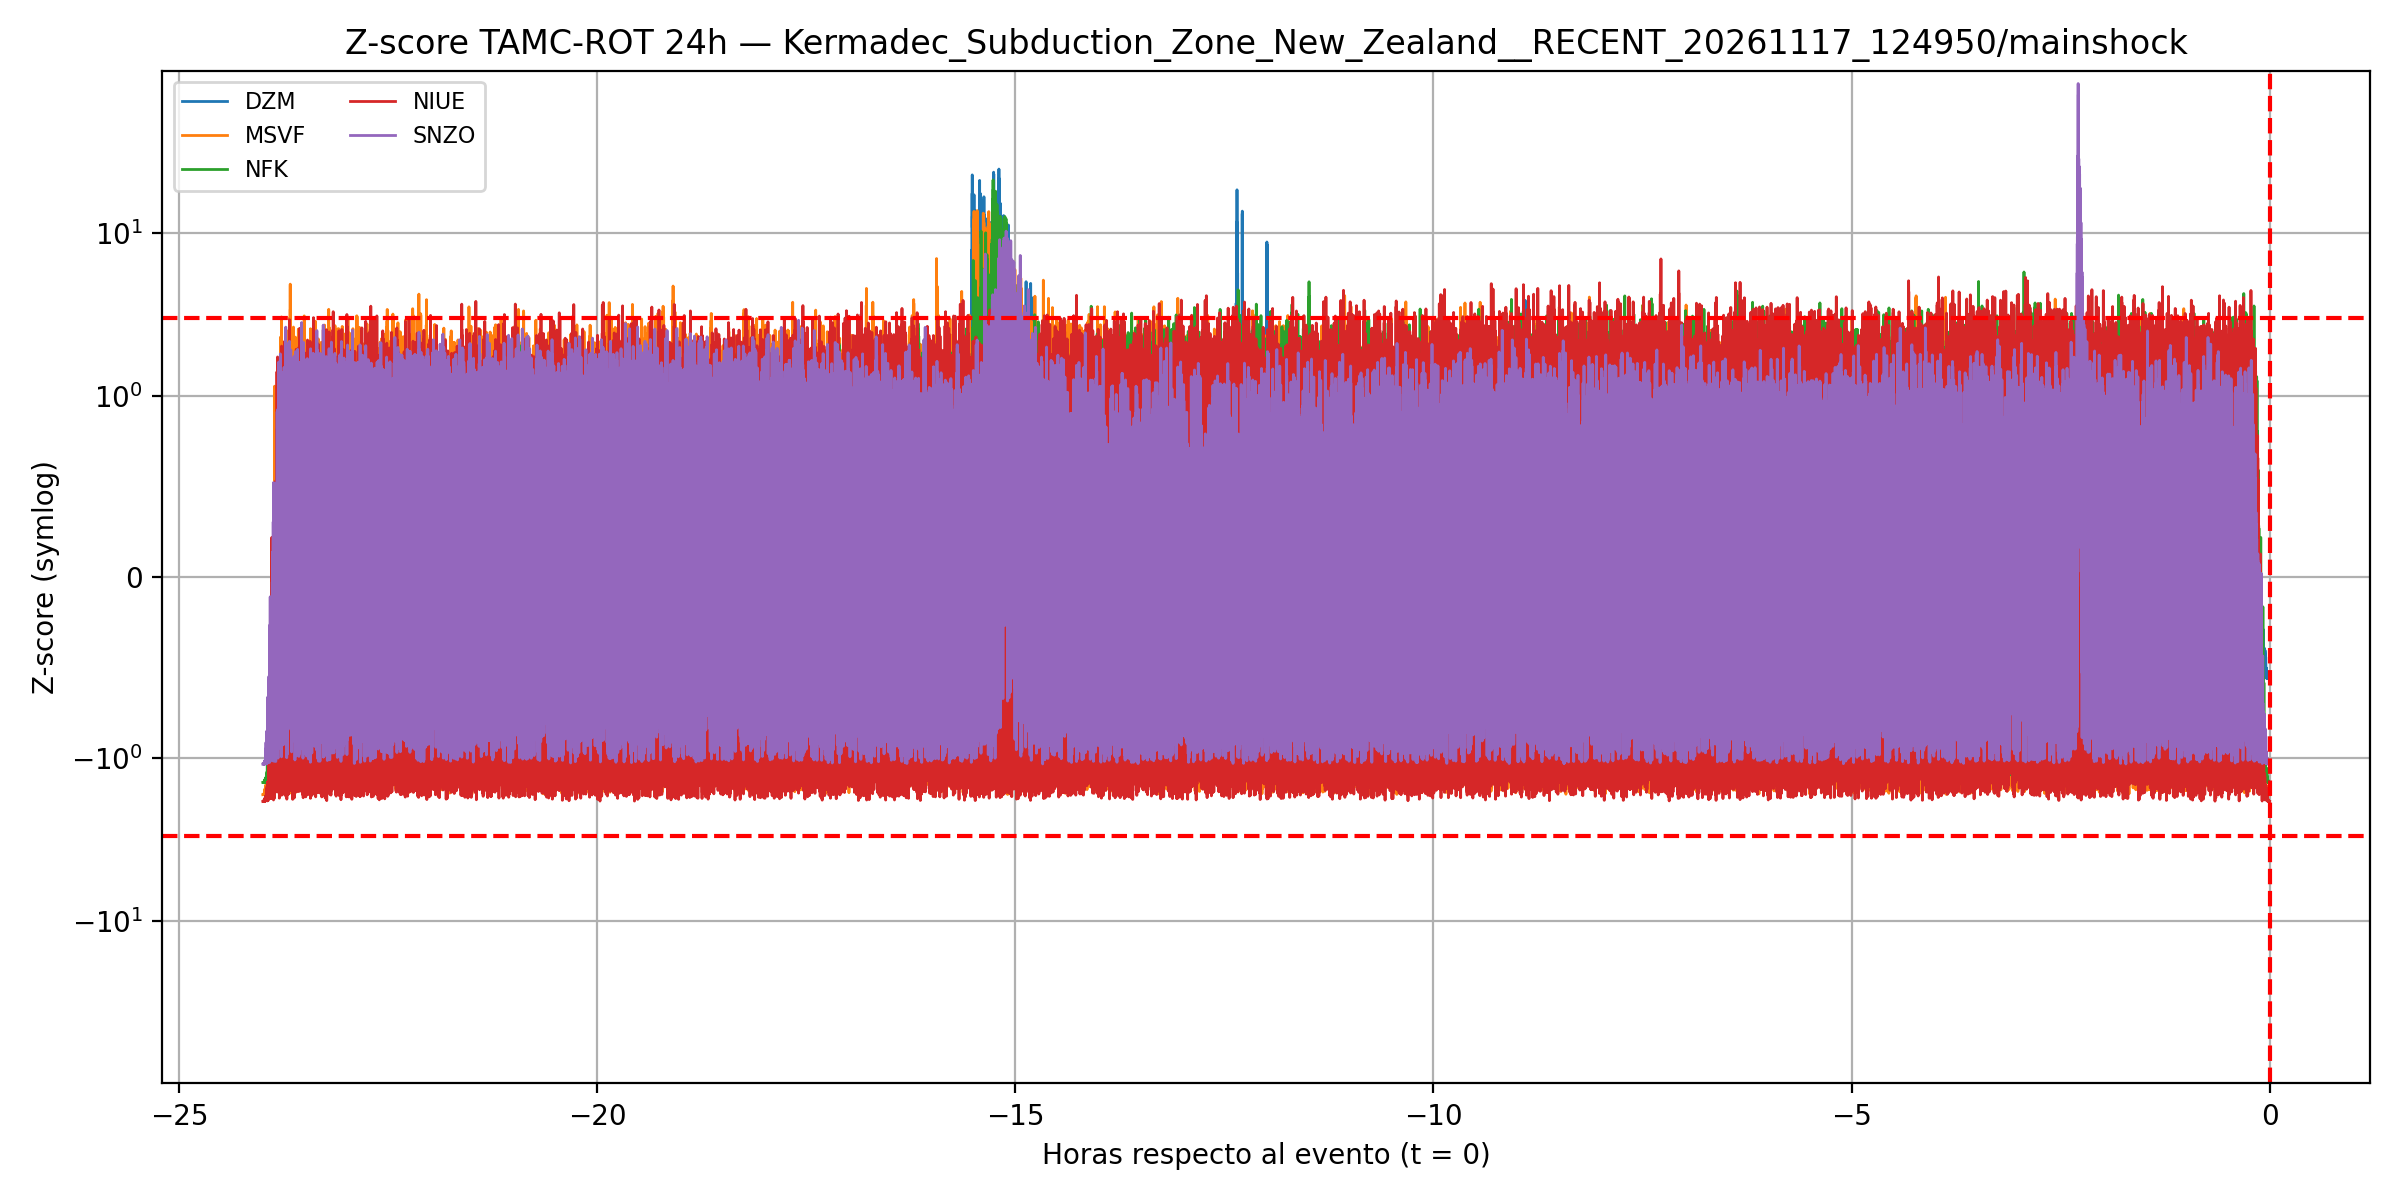 Z-score TAMC-ROT 24h — Kermadec_Subduction_Zone_New_Zealand__RECENT_20261117_124950/mainshock
DZM
MSVF
NFK
NIUE
SNZO
10¹
10⁰
0
−10⁰
−10¹
Z-score (symlog)
−25
−20
−15
−10
−5
0
Horas respecto al evento (t = 0)